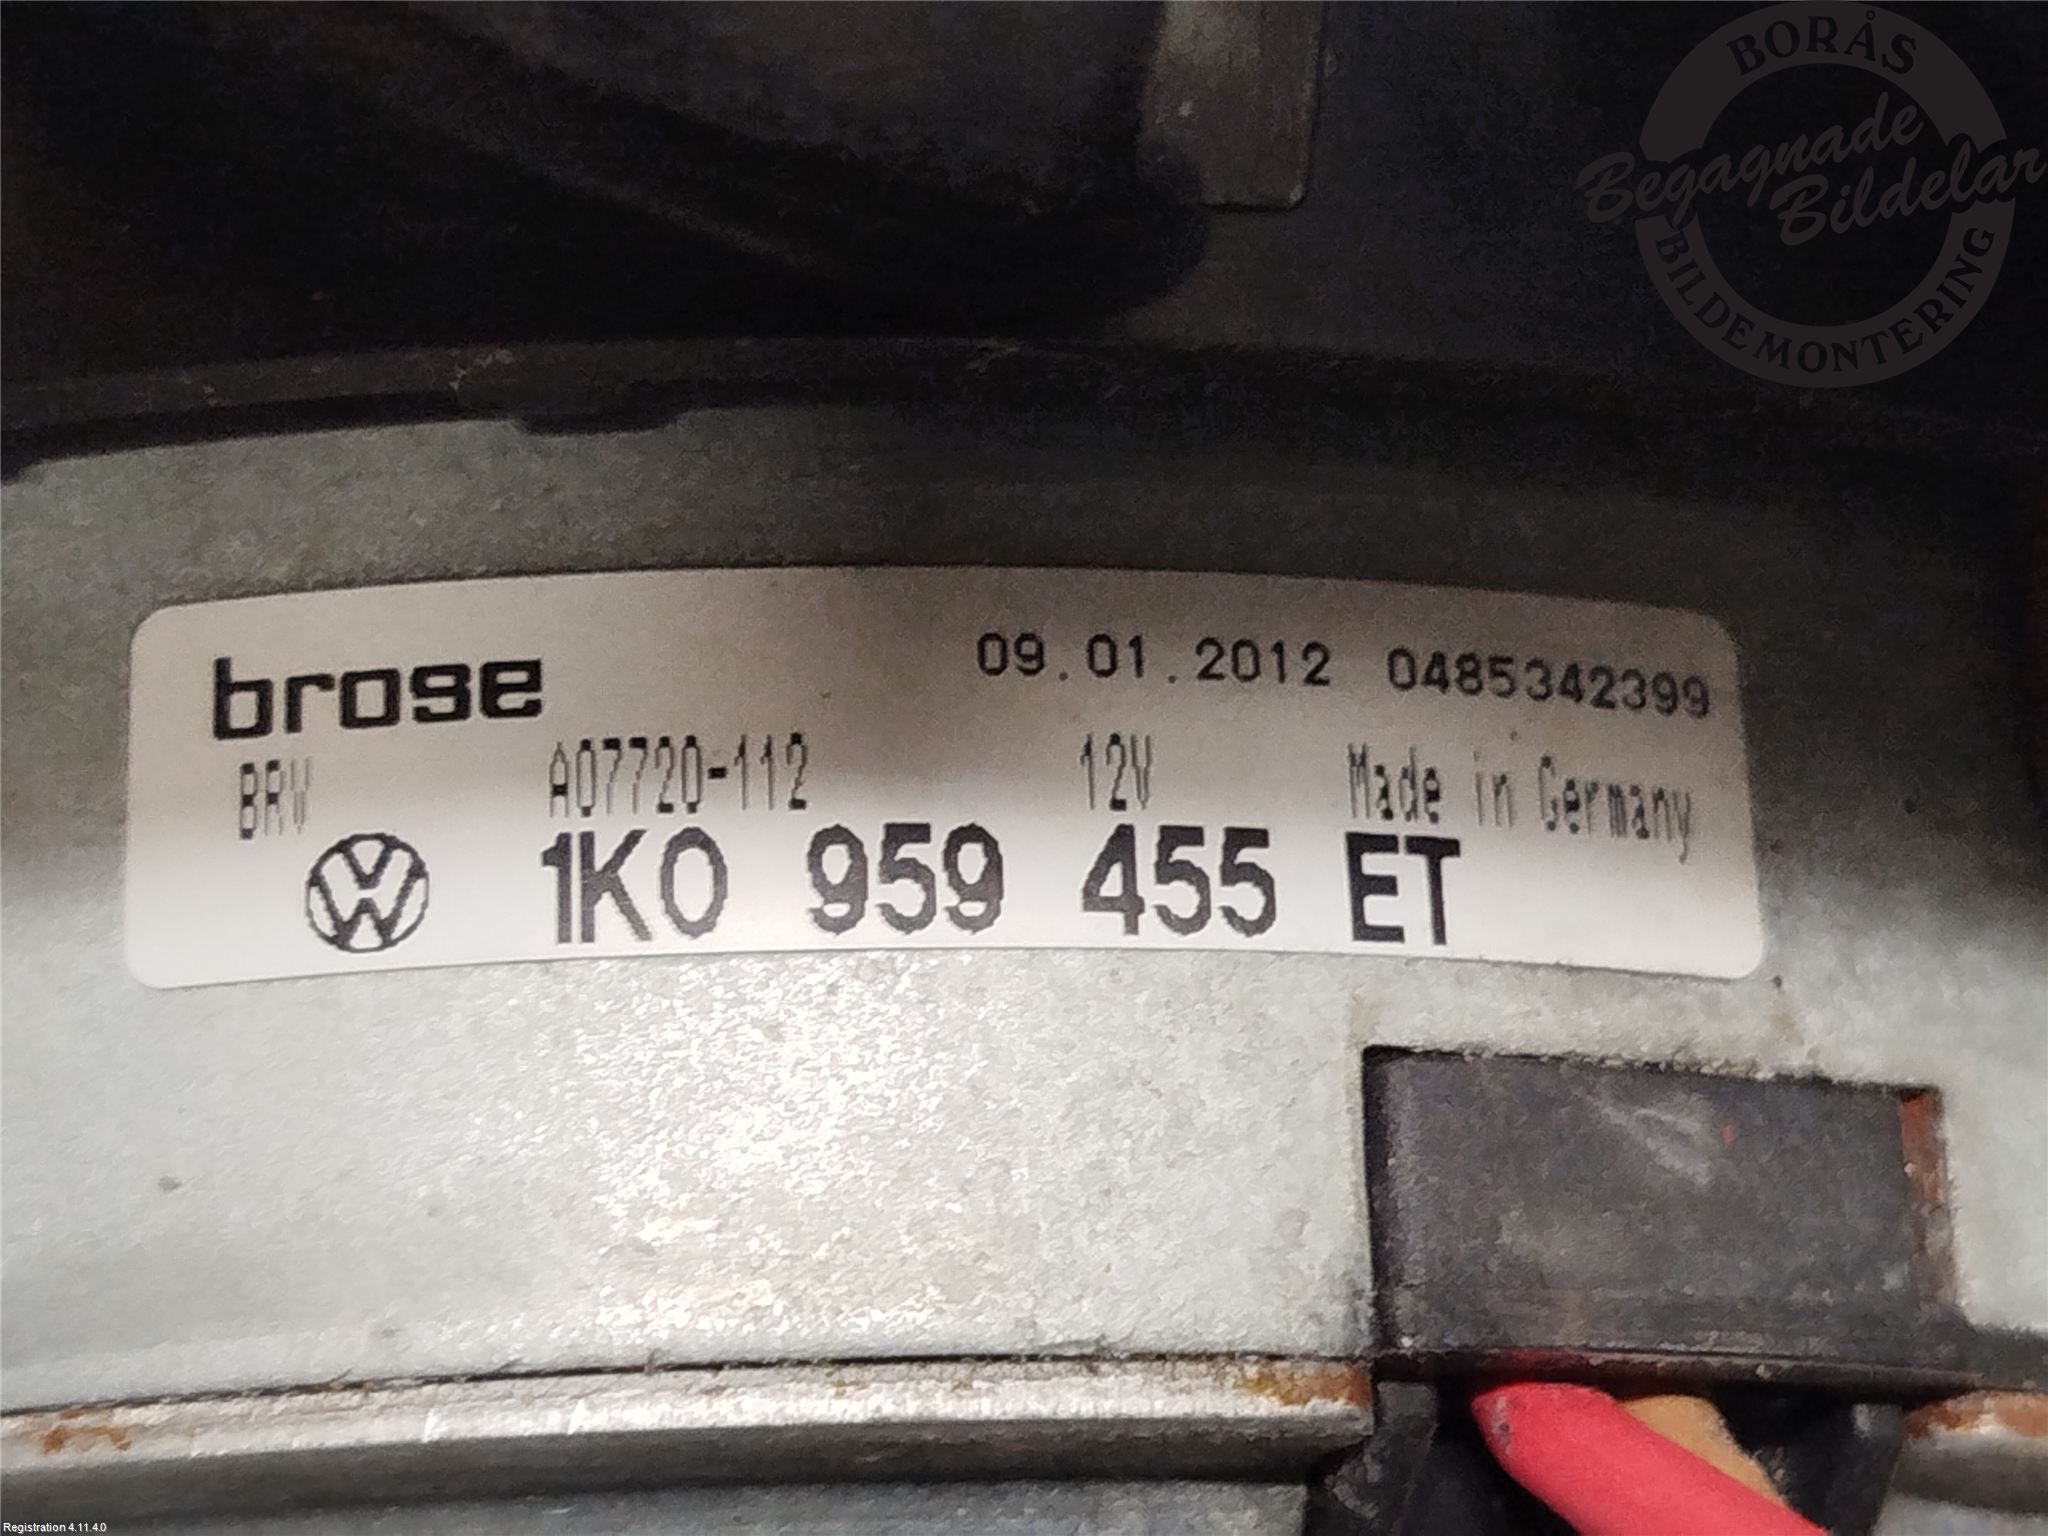 BORÅS
Begagnade
Bildelar
BILDEMONTERING
brose 09.01.2012 0485342399
BRW A07720-112 12V Made in Germany
1K0 959 455 ET
Registration 4.11.4.0